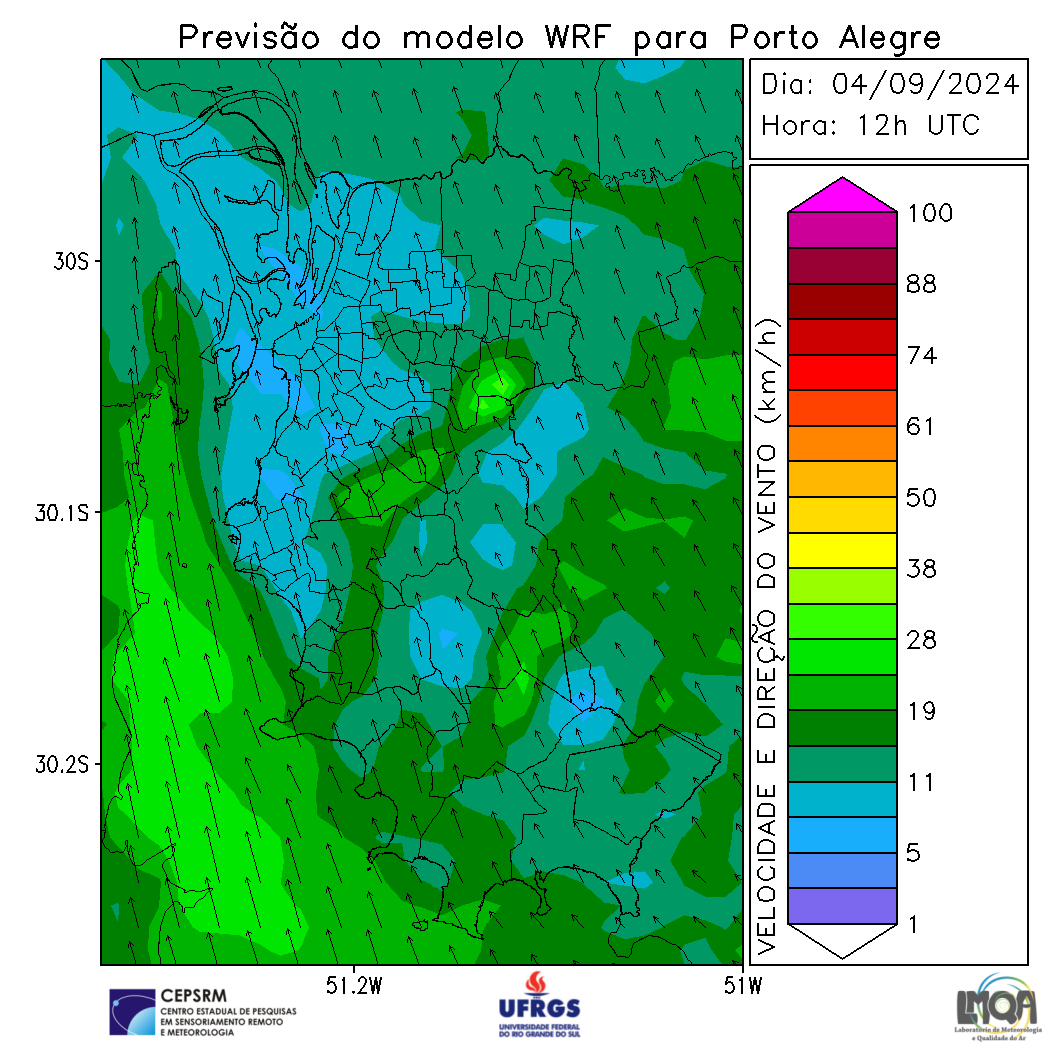 Previsão do modelo WRF para Porto Alegre
Dia: 04/09/2024
Hora: 12h UTC
30S
30.1S
30.2S
51.2W
51W
VELOCIDADE E DIREÇÃO DO VENTO (km/h)
100
88
74
61
50
38
28
19
11
5
1
CEPSRM
CENTRO ESTADUAL DE PESQUISAS
EM SENSORIAMENTO REMOTO
E METEOROLOGIA
UFRGS
UNIVERSIDADE FEDERAL
DO RIO GRANDE DO SUL
LMQA
Laboratório de Meteorologia
e Qualidade do Ar